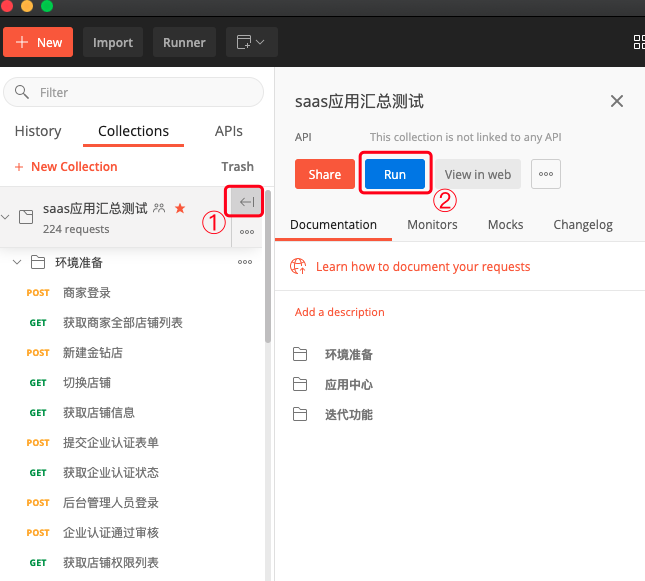 New
Import
Runner
Filter
History
Collections
APIs
New Collection
Trash
saas应用汇总测试
224 requests
①
环境准备
POST 商家登录
GET 获取商家全部店铺列表
POST 新建金钻店
GET 切换店铺
GET 获取店铺信息
POST 提交企业认证表单
GET 获取企业认证状态
POST 后台管理人员登录
POST 企业认证通过审核
GET 获取店铺权限列表
saas应用汇总测试
API
This collection is not linked to any API
Share
Run
View in web
②
Documentation
Monitors
Mocks
Changelog
Learn how to document your requests
Add a description
环境准备
应用中心
迭代功能